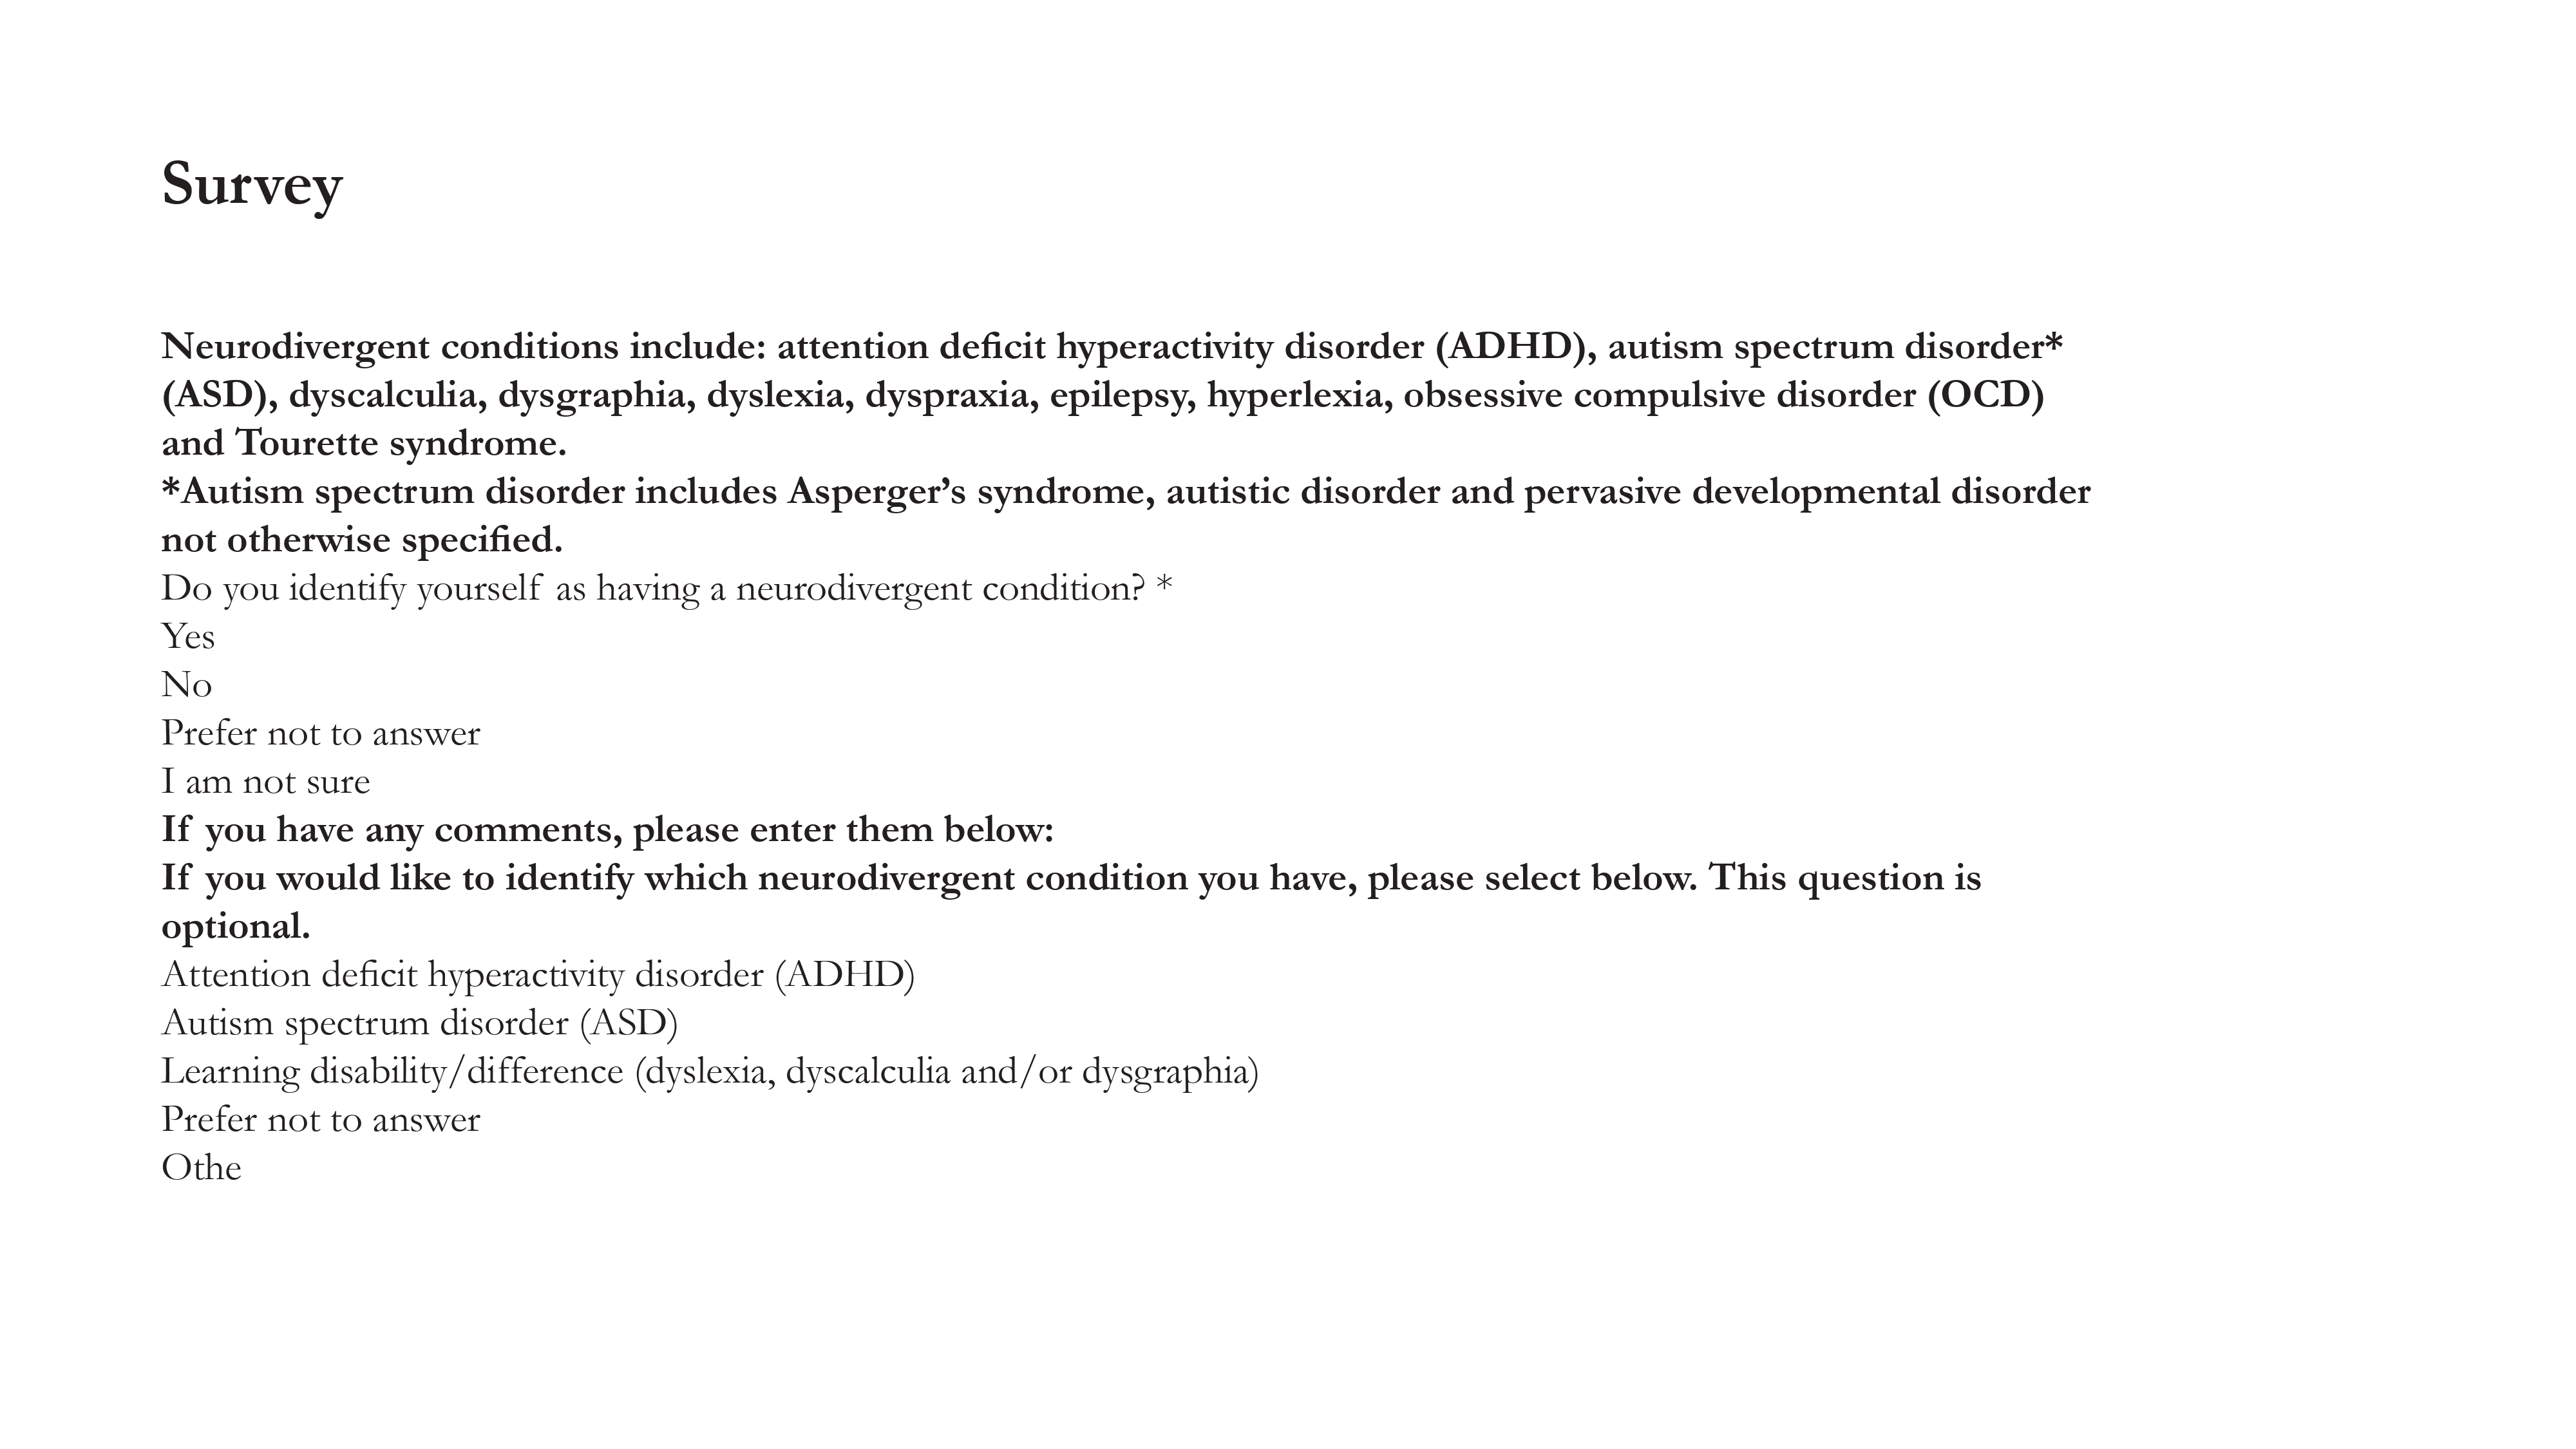 Survey
Neurodivergent conditions include: attention deficit hyperactivity disorder (ADHD), autism spectrum disorder*
(ASD), dyscalculia, dysgraphia, dyslexia, dyspraxia, epilepsy, hyperlexia, obsessive compulsive disorder (OCD)
and Tourette syndrome.
*Autism spectrum disorder includes Asperger’s syndrome, autistic disorder and pervasive developmental disorder
not otherwise specified.
Do you identify yourself as having a neurodivergent condition? *
Yes
No
Prefer not to answer
I am not sure
If you have any comments, please enter them below:
If you would like to identify which neurodivergent condition you have, please select below. This question is
optional.
Attention deficit hyperactivity disorder (ADHD)
Autism spectrum disorder (ASD)
Learning disability/difference (dyslexia, dyscalculia and/or dysgraphia)
Prefer not to answer
Othe